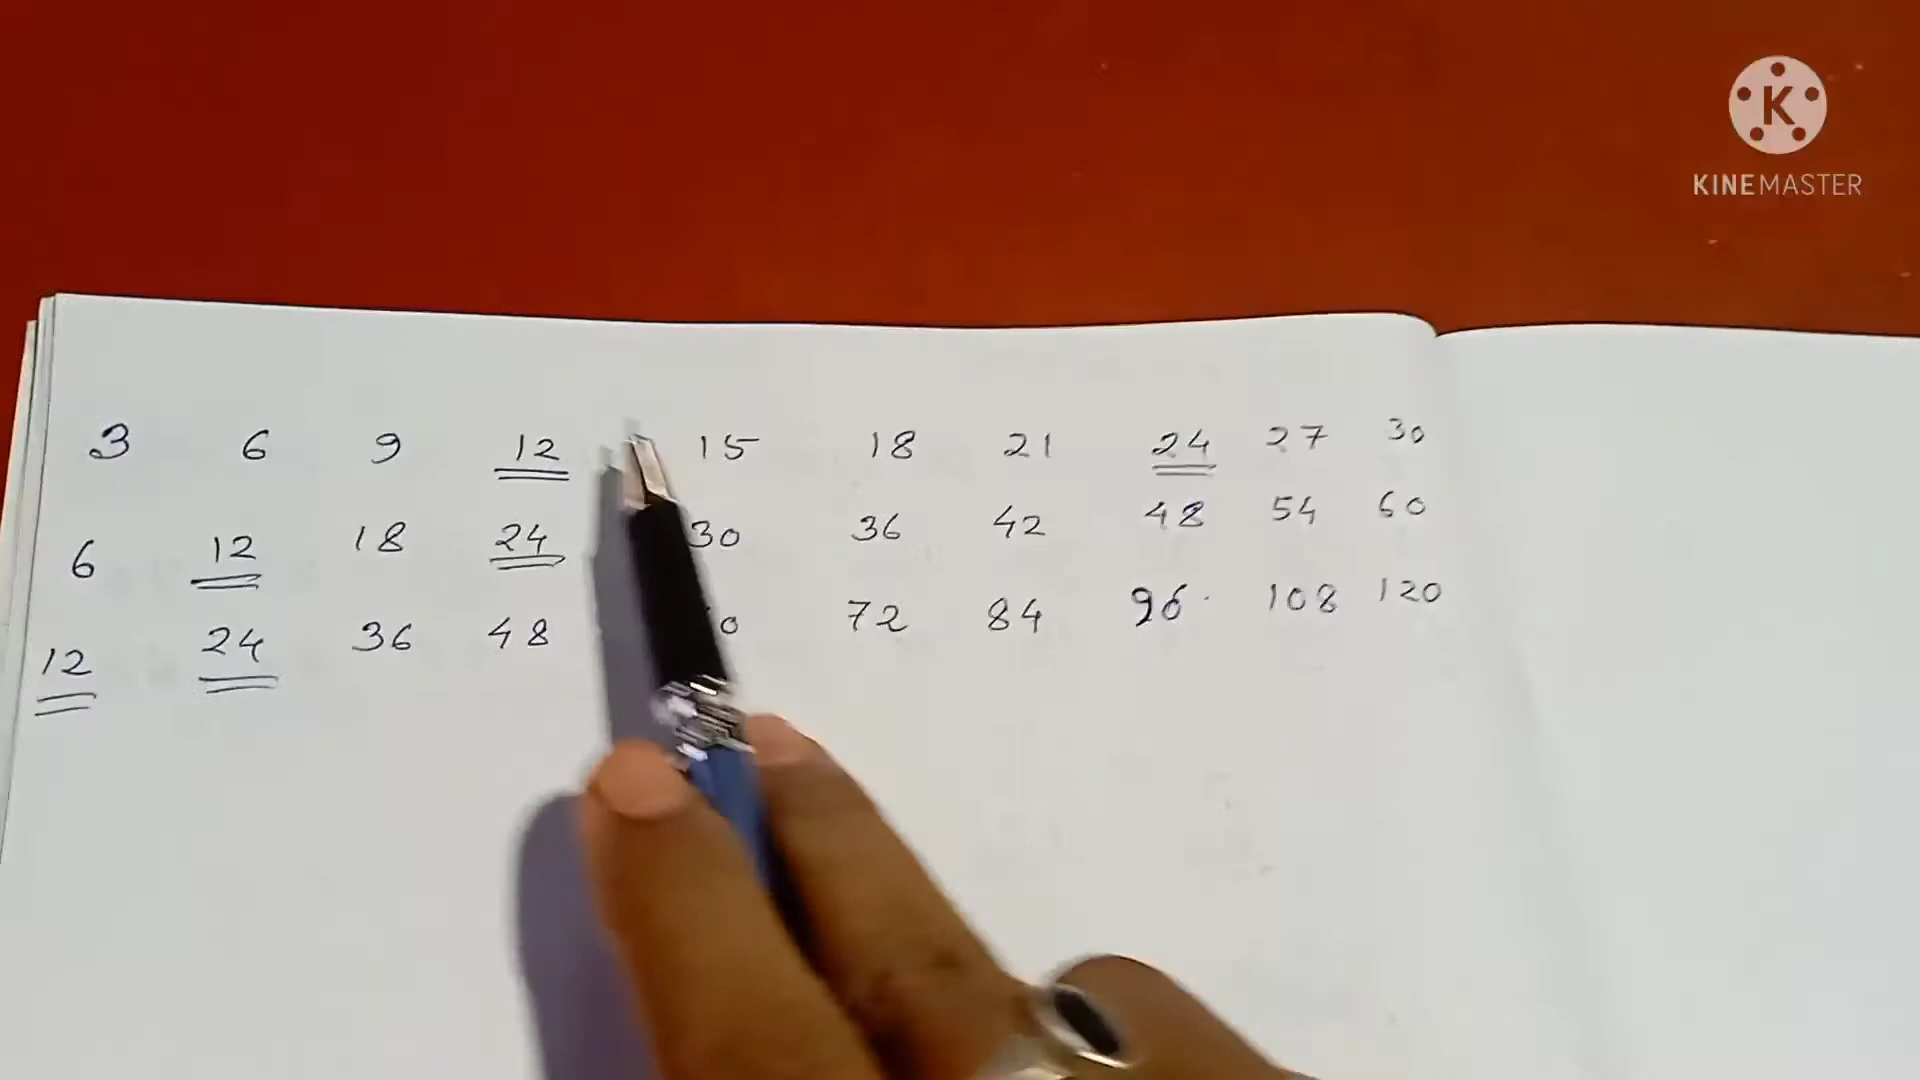 K
KINEMASTER
3 6 9 12 15 18 21 24 27 30
6 12 18 24 30 36 42 48 54 60
12 24 36 48 72 84 96 108 120